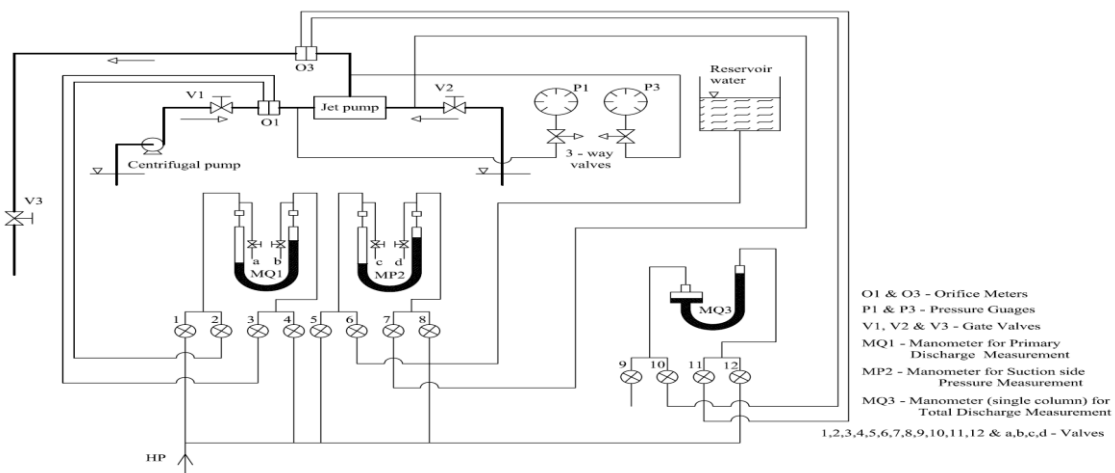 O3
Reservoir
water
V1
V2
P1
P3
Jet pump
O1
3 - way
valves
Centrifugal pump
V3
a b
MQ1
c d
MP2
MQ3
1 2 3 4 5 6 7 8
9 10 11 12
HP
O1 & O3 - Orifice Meters
P1 & P3 - Pressure Guages
V1, V2 & V3 - Gate Valves
MQ1 - Manometer for Primary
Discharge Measurement
MP2 - Manometer for Suction side
Pressure Measurement
MQ3 - Manometer (single column) for
Total Discharge Measurement
1,2,3,4,5,6,7,8,9,10,11,12 & a,b,c,d - Valves